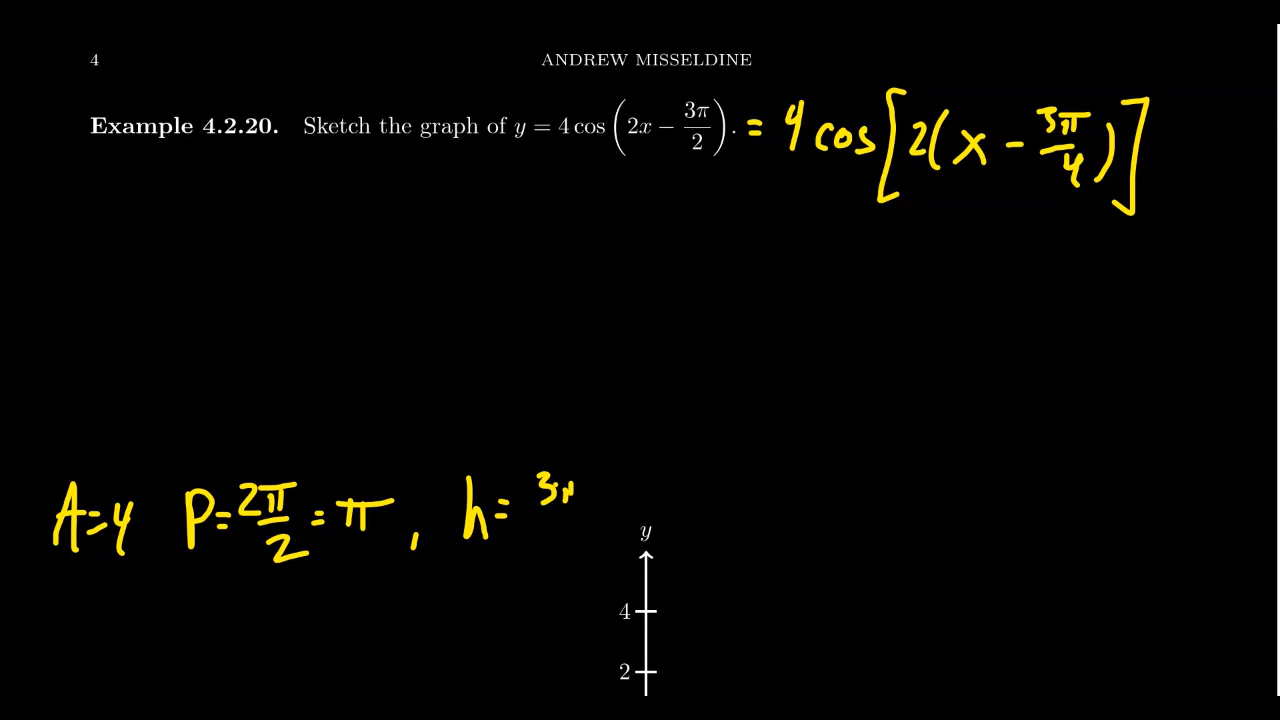 4 ANDREW MISSELDINE
Example 4.2.20. Sketch the graph of y = 4 cos(2x − 3π/2). = 4 cos[2(x − 3π/4)]
A=4 P=2π/2=π, h= 3π
y
4
2